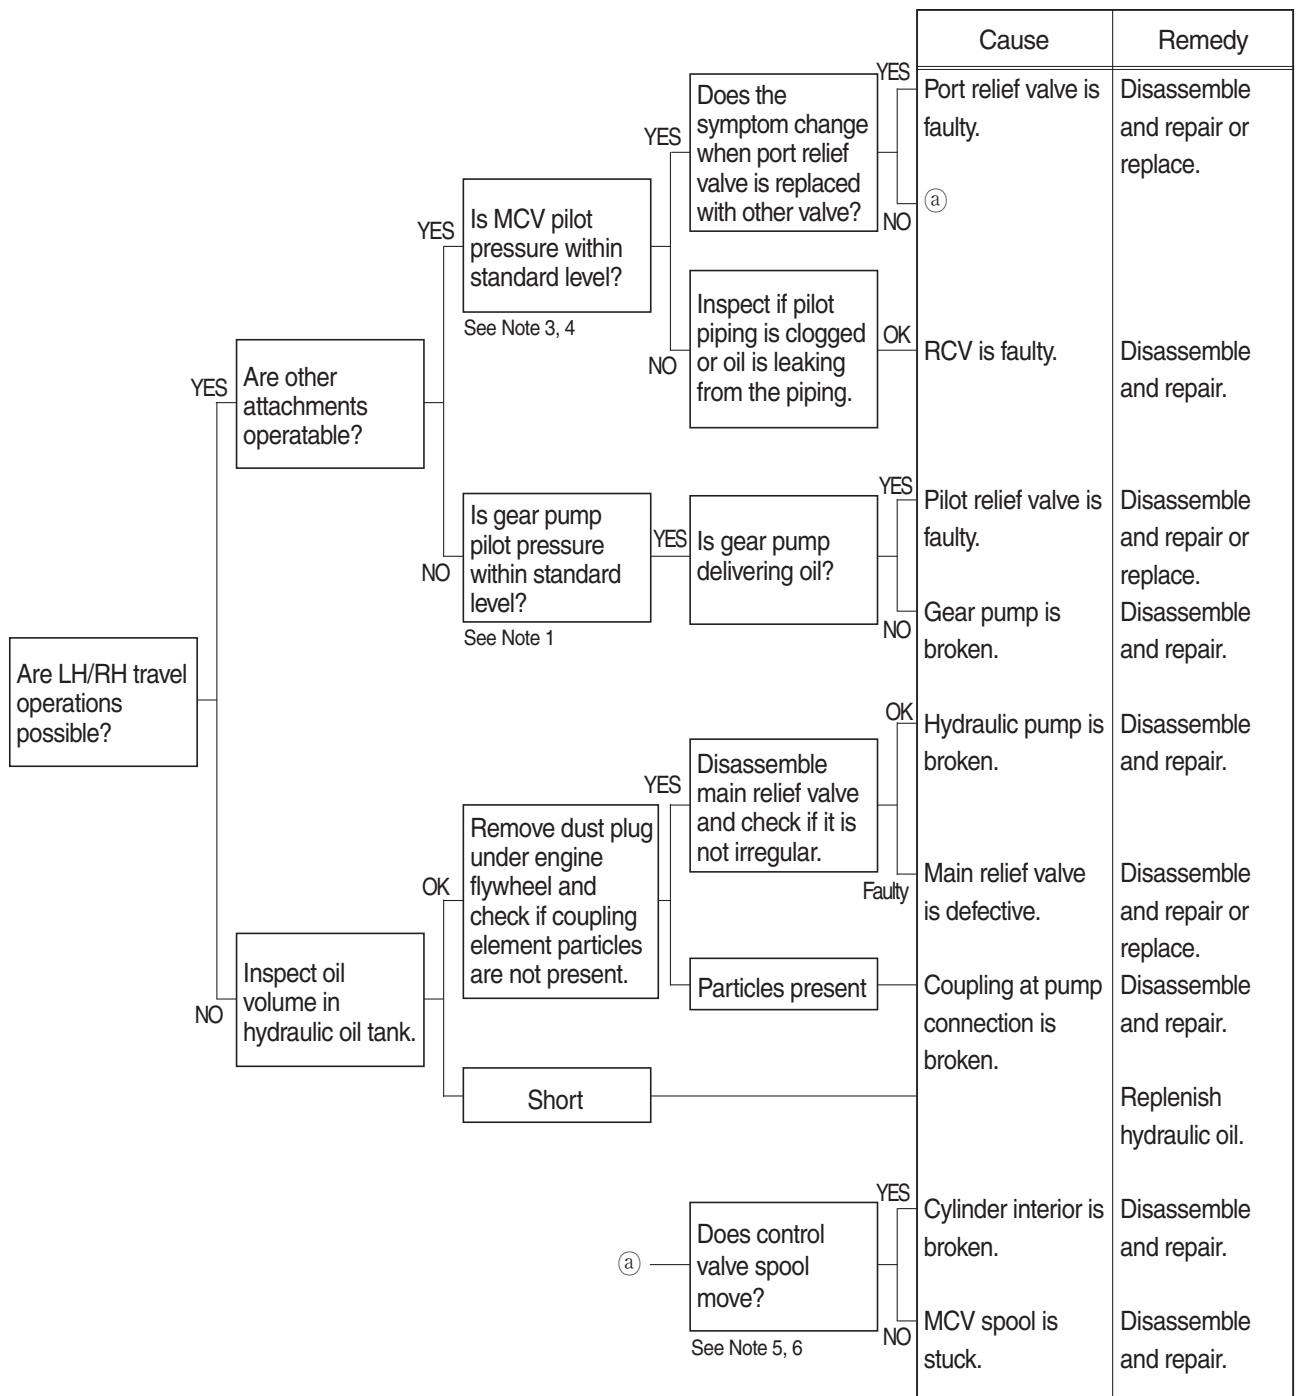 Cause
Remedy
Are LH/RH travel
operations
possible?
YES
Are other
attachments
operatable?
YES
Is MCV pilot
pressure within
standard level?
See Note 3, 4
YES
Does the
symptom change
when port relief
valve is replaced
with other valve?
YES
Port relief valve is
faulty.
Disassemble
and repair or
replace.
NO
ⓐ
NO
Inspect if pilot
piping is clogged
or oil is leaking
from the piping.
OK
RCV is faulty.
Disassemble
and repair.
NO
Is gear pump
pilot pressure
within standard
level?
See Note 1
YES
Is gear pump
delivering oil?
YES
Pilot relief valve is
faulty.
Disassemble
and repair or
replace.
NO
Gear pump is
broken.
Disassemble
and repair.
NO
Inspect oil
volume in
hydraulic oil tank.
OK
Remove dust plug
under engine
flywheel and
check if coupling
element particles
are not present.
YES
Disassemble
main relief valve
and check if it is
not irregular.
OK
Hydraulic pump is
broken.
Disassemble
and repair.
Faulty
Main relief valve
is defective.
Disassemble
and repair or
replace.
Particles present
Coupling at pump
connection is
broken.
Disassemble
and repair.
Short
Replenish
hydraulic oil.
ⓐ
Does control
valve spool
move?
See Note 5, 6
YES
Cylinder interior is
broken.
Disassemble
and repair.
NO
MCV spool is
stuck.
Disassemble
and repair.